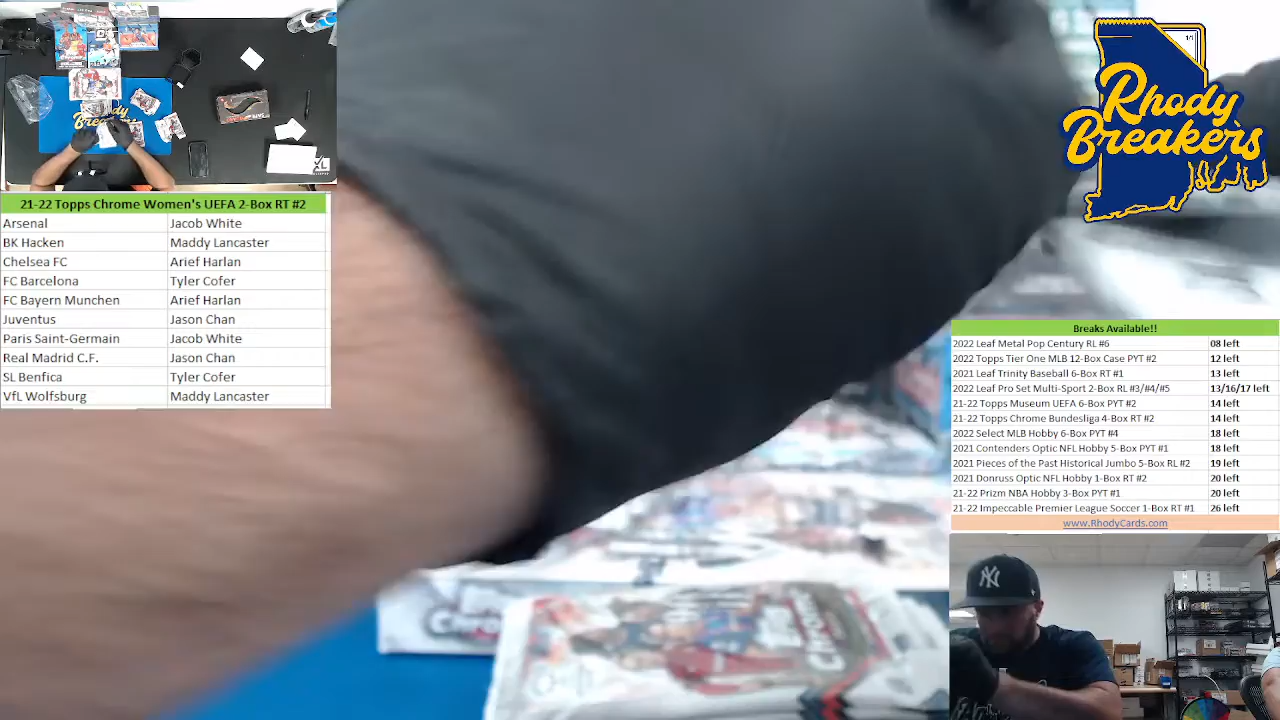 Rhody
Breakers
Rhody
Breakers
21-22 Topps Chrome Women's UEFA 2-Box RT #2
Arsenal Jacob White
BK Hacken Maddy Lancaster
Chelsea FC Arief Harlan
FC Barcelona Tyler Cofer
FC Bayern Munchen Arief Harlan
Juventus Jason Chan
Paris Saint-Germain Jacob White
Real Madrid C.F. Jason Chan
SL Benfica Tyler Cofer
VfL Wolfsburg Maddy Lancaster
Breaks Available!!
2022 Leaf Metal Pop Century RL #6 08 left
2022 Topps Tier One MLB 12-Box Case PYT #2 12 left
2021 Leaf Trinity Baseball 6-Box RT #1 13 left
2022 Leaf Pro Set Multi-Sport 2-Box RL #3/#4/#5 13/16/17 left
21-22 Topps Museum UEFA 6-Box PYT #2 14 left
21-22 Topps Chrome Bundesliga 4-Box RT #2 14 left
2022 Select MLB Hobby 6-Box PYT #4 18 left
2021 Contenders Optic NFL Hobby 5-Box PYT #1 18 left
2021 Pieces of the Past Historical Jumbo 5-Box RL #2 19 left
2021 Donruss Optic NFL Hobby 1-Box RT #2 20 left
21-22 Prizm NBA Hobby 3-Box PYT #1 20 left
21-22 Impeccable Premier League Soccer 1-Box RT #1 26 left
www.RhodyCards.com
Chrome
Chrome
NY